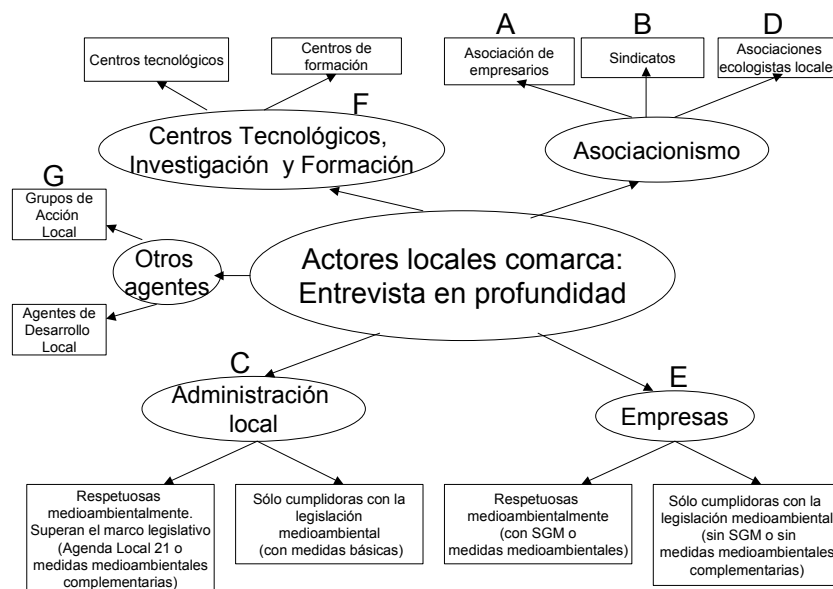 A
B
D
Centros tecnológicos
Centros de
formación
Asociación de
empresarios
Sindicatos
Asociaciones
ecologistas locales
F
Centros Tecnológicos,
Investigación y Formación
Asociacionismo
G
Grupos de
Acción
Local
Otros
agentes
Agentes de
Desarrollo
Local
Actores locales comarca:
Entrevista en profundidad
C
Administración
local
E
Empresas
Respetuosas
medioambientalmente.
Superan el marco legislativo
(Agenda Local 21 o
medidas medioambientales
complementarias)
Sólo cumplidoras con la
legislación
medioambiental
(con medidas básicas)
Respetuosas
medioambientalmente
(con SGM o
medidas medioambientales)
Sólo cumplidoras con la
legislación medioambiental
(sin SGM o sin
medidas medioambientales
complementarias)